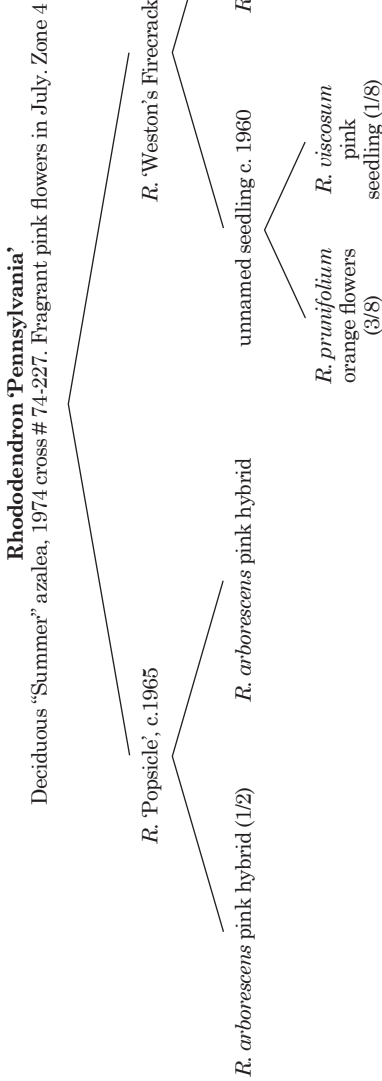 Rhododendron ‘Pennsylvania’
Deciduous “Summer” azalea, 1974 cross # 74-227. Fragrant pink flowers in July. Zone 4
R. ‘Popsicle’, c.1965
R. ‘Weston’s Firecrack
R. arborescens pink hybrid (1/2)
R. arborescens pink hybrid
unnamed seedling c. 1960
R
R. prunifolium
orange flowers
(3/8)
R. viscosum
pink
seedling (1/8)